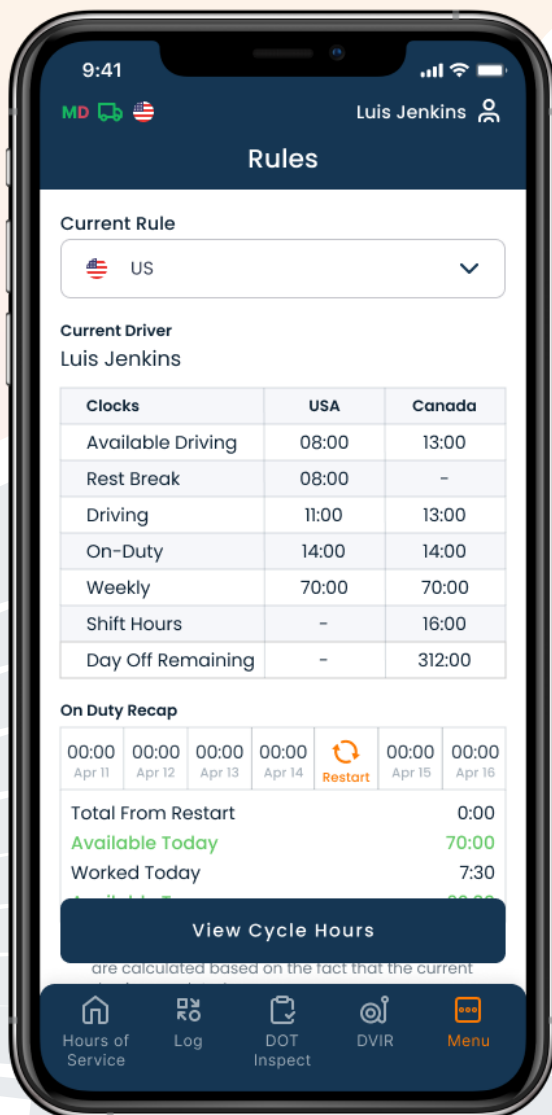 9:41
MD Luis Jenkins
Rules
Current Rule
US
Current Driver
Luis Jenkins
Clocks USA Canada
Available Driving 08:00 13:00
Rest Break 08:00 -
Driving 11:00 13:00
On-Duty 14:00 14:00
Weekly 70:00 70:00
Shift Hours - 16:00
Day Off Remaining - 312:00
On Duty Recap
00:00 00:00 00:00 00:00 00:00 00:00
Apr 11 Apr 12 Apr 13 Apr 14 Restart Apr 15 Apr 16
Total From Restart 0:00
Available Today 70:00
Worked Today 7:30
View Cycle Hours
are calculated based on the fact that the current
Hours of Service Log DOT Inspect DVIR Menu